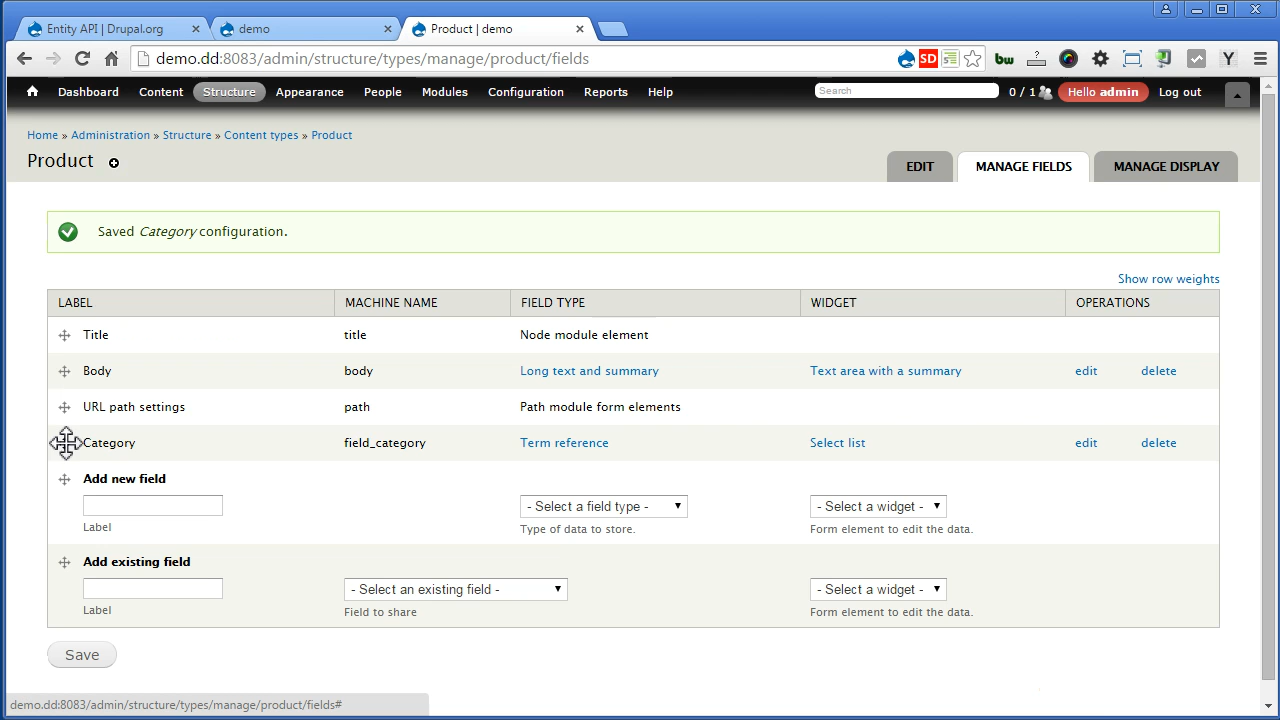 Entity API | Drupal.org
demo
Product | demo
demo.dd:8083/admin/structure/types/manage/product/fields
SD
bw
Y
Dashboard Content Structure Appearance People Modules Configuration Reports Help
Search
0 / 1
Hello admin
Log out
Home » Administration » Structure » Content types » Product
Product
EDIT
MANAGE FIELDS
MANAGE DISPLAY
Saved Category configuration.
Show row weights
LABEL MACHINE NAME FIELD TYPE WIDGET OPERATIONS
Title title Node module element
Body body Long text and summary Text area with a summary edit delete
URL path settings path Path module form elements
Category field_category Term reference Select list edit delete
Add new field
- Select a field type - - Select a widget -
Label Type of data to store. Form element to edit the data.
Add existing field
- Select an existing field - - Select a widget -
Label Field to share Form element to edit the data.
Save
demo.dd:8083/admin/structure/types/manage/product/fields#